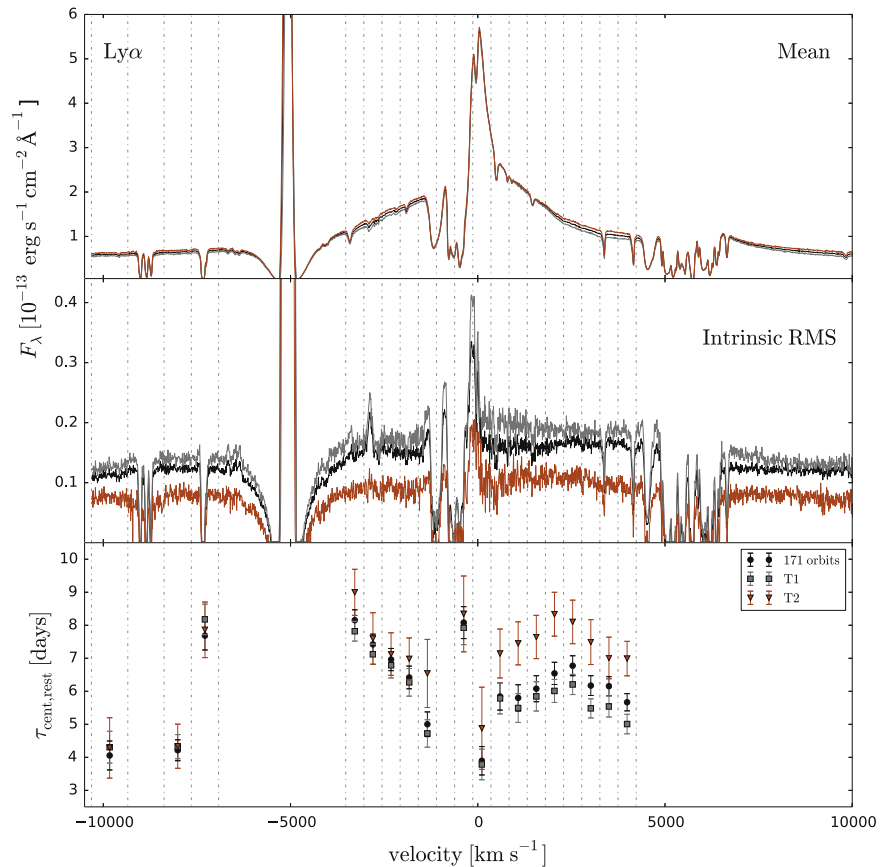 Lyα
Mean
6
5
4
3
2
1
F_λ [10⁻¹³ erg s⁻¹ cm⁻² Å⁻¹]
Intrinsic RMS
0.4
0.3
0.2
0.1
10
9
8
7
6
5
4
3
τ_cent,rest [days]
171 orbits
T1
T2
−10000
−5000
0
5000
10000
velocity [km s⁻¹]